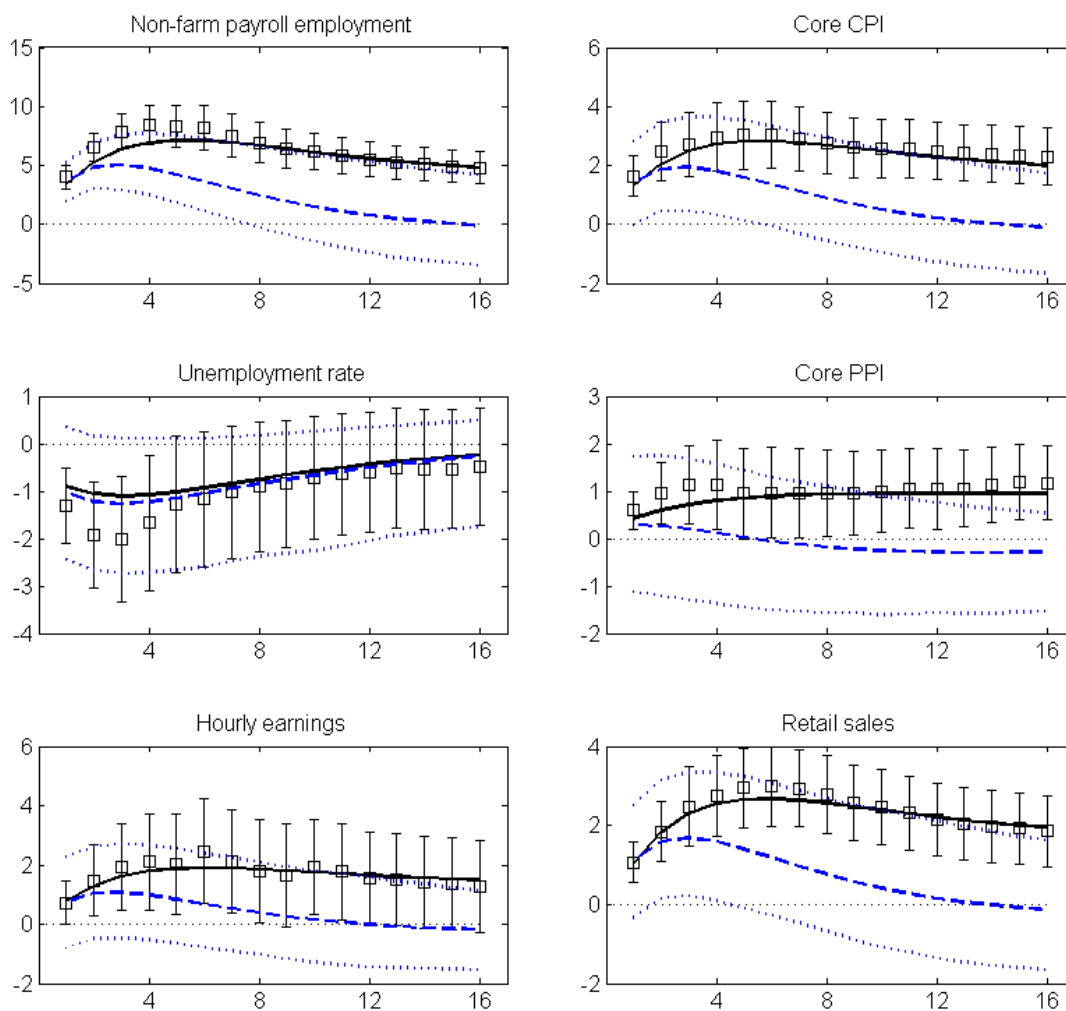 Non-farm payroll employment
15
10
5
0
-5
4 8 12 16
Core CPI
6
4
2
0
-2
4 8 12 16
Unemployment rate
1
0
-1
-2
-3
-4
4 8 12 16
Core PPI
3
2
1
0
-1
-2
4 8 12 16
Hourly earnings
6
4
2
0
-2
4 8 12 16
Retail sales
4
2
0
-2
4 8 12 16